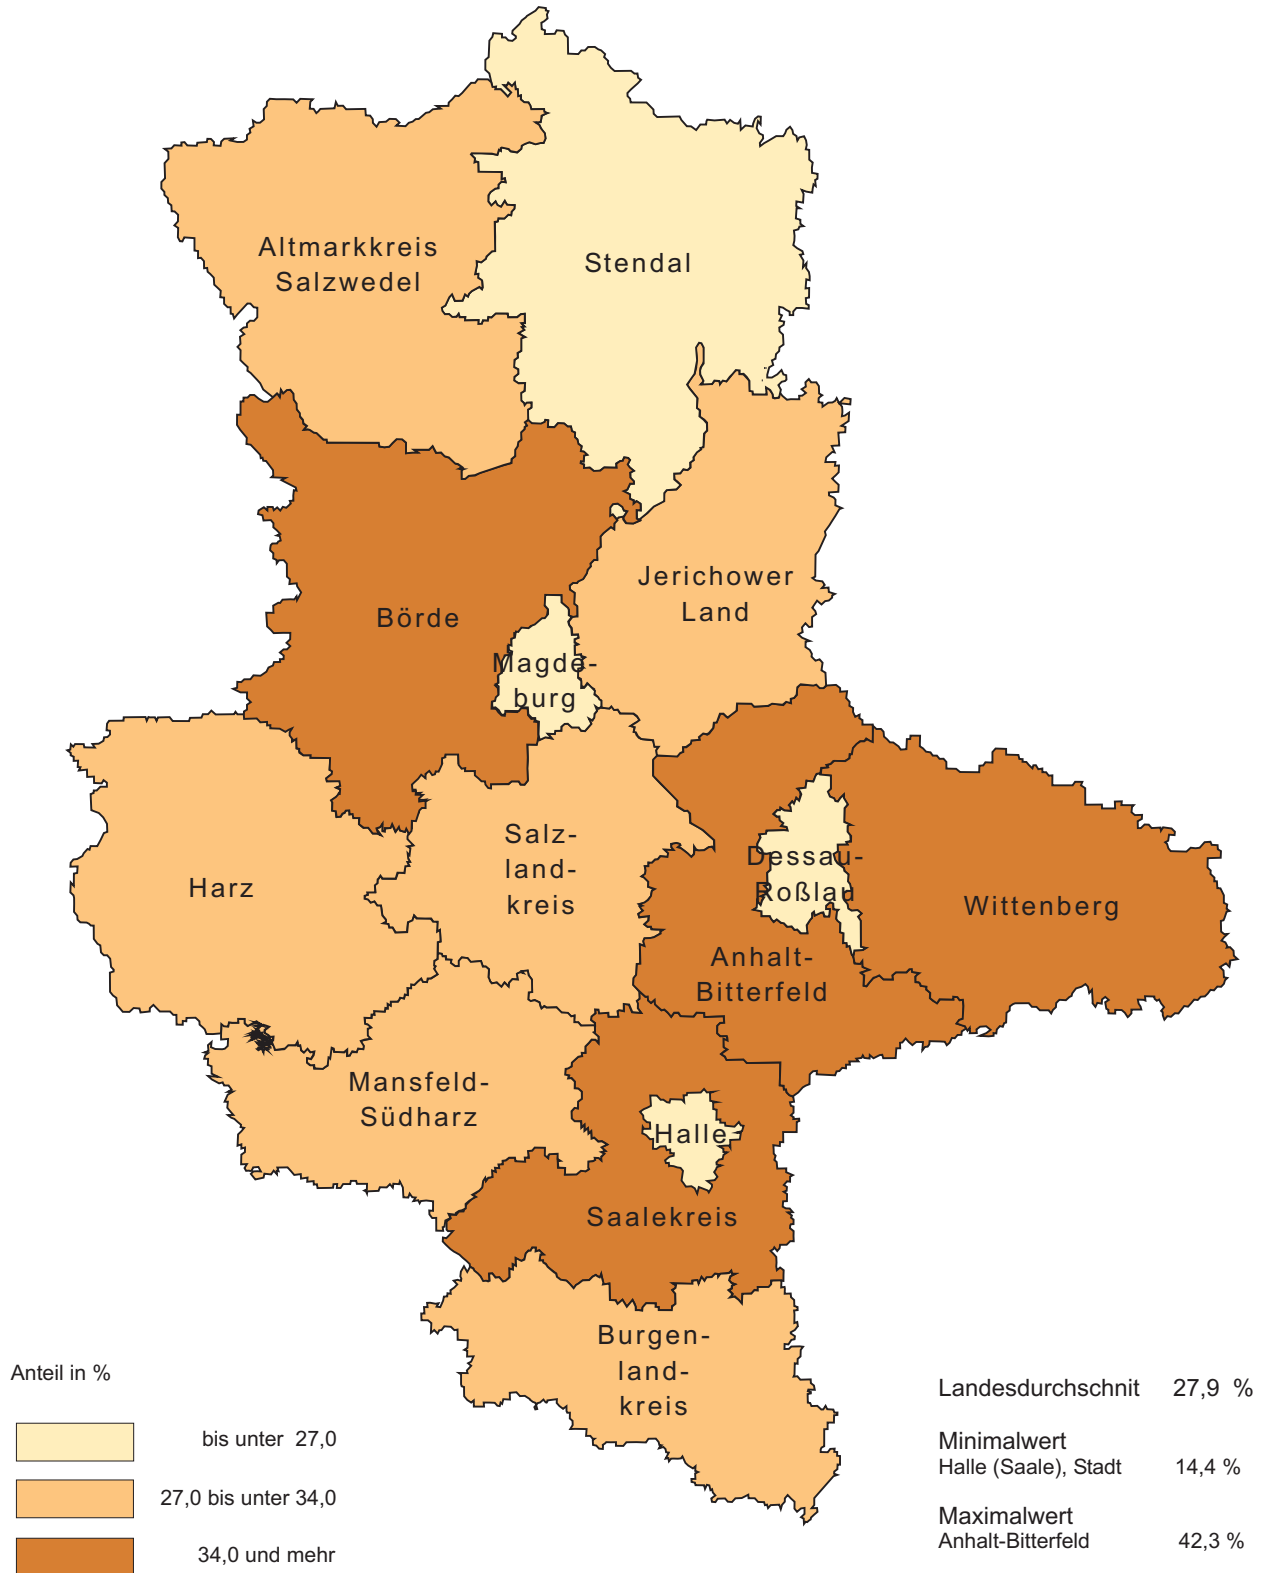 Altmarkkreis
Salzwedel
Stendal
Jerichower
Land
Börde
Magde-
burg
Salz-
land-
kreis
Harz
Dessau-
Roßlau
Wittenberg
Anhalt-
Bitterfeld
Mansfeld-
Südharz
Halle
Saalekreis
Burgen-
land-
kreis
Anteil in %
bis unter 27,0
27,0 bis unter 34,0
34,0 und mehr
Landesdurchschnit 27,9 %
Minimalwert
Halle (Saale), Stadt 14,4 %
Maximalwert
Anhalt-Bitterfeld 42,3 %